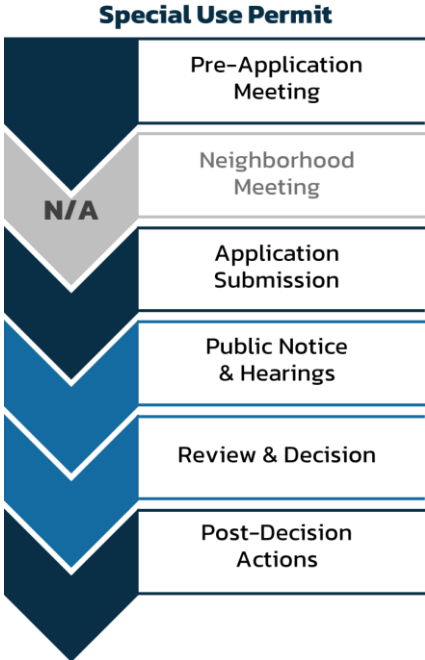 Special Use Permit
Pre-Application
Meeting
Neighborhood
Meeting
N/A
Application
Submission
Public Notice
& Hearings
Review & Decision
Post-Decision
Actions